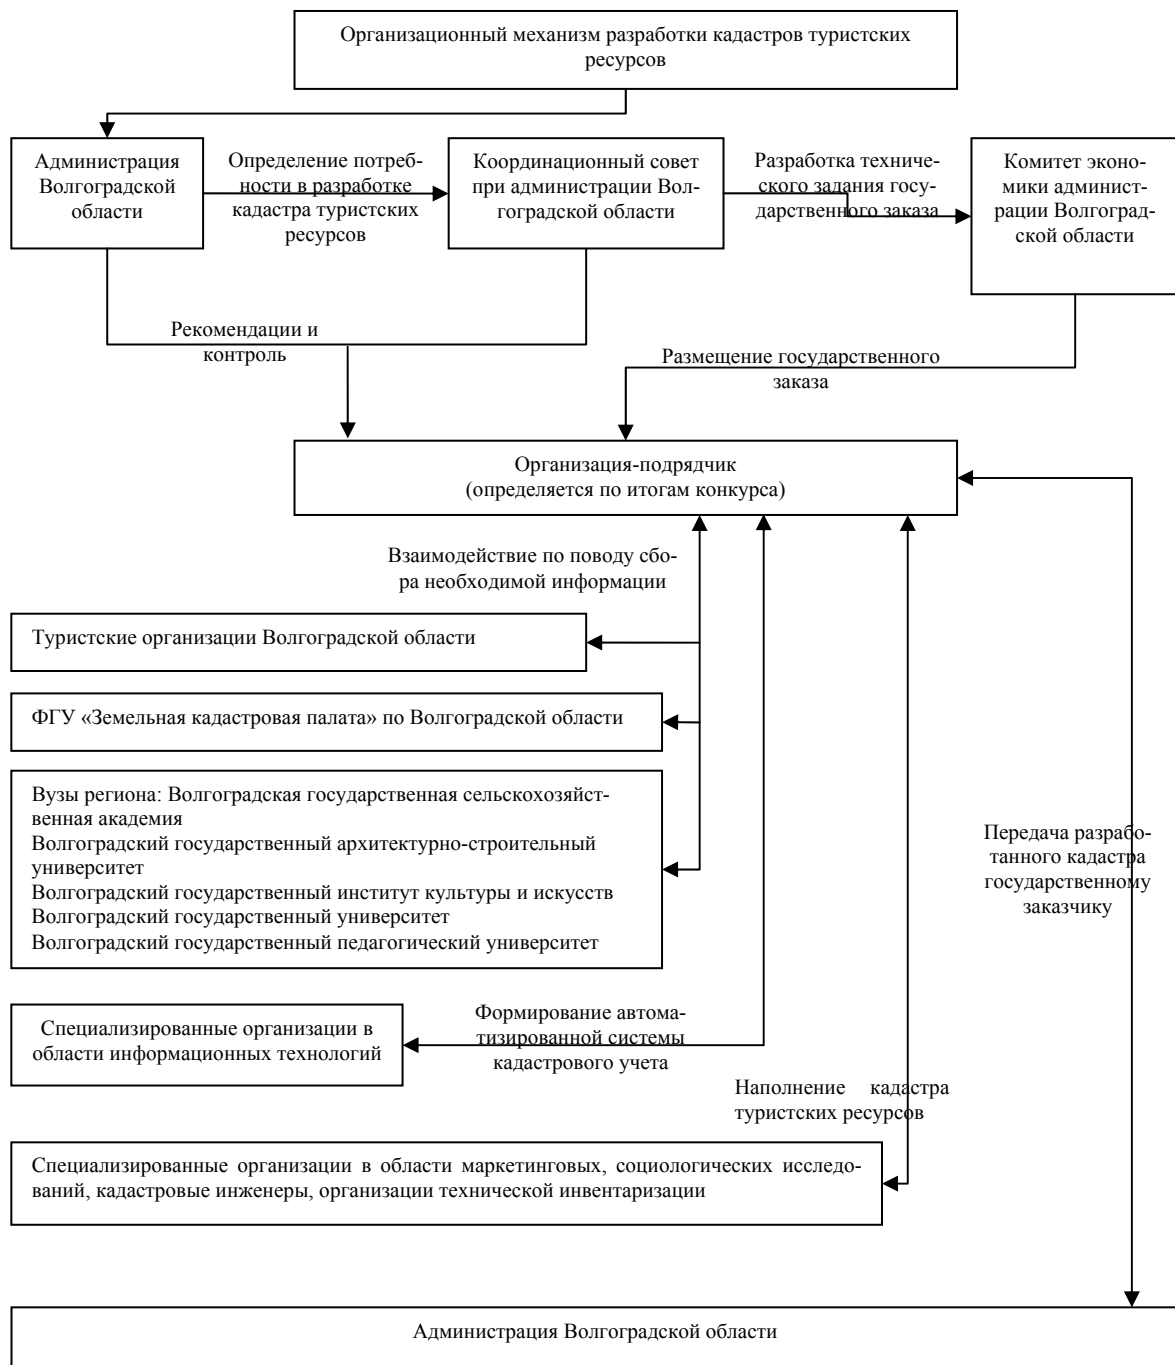 Организационный механизм разработки кадастров туристских
ресурсов
Администрация
Волгоградской
области
Определение потреб-
ности в разработке
кадастра туристских
ресурсов
Координационный совет
при администрации Вол-
гоградской области
Разработка техниче-
ского задания госу-
дарственного заказа
Комитет эконо-
мики админист-
рации Волгоград-
ской области
Рекомендации и
контроль
Размещение государственного
заказа
Организация-подрядчик
(определяется по итогам конкурса)
Взаимодействие по поводу сбо-
ра необходимой информации
Туристские организации Волгоградской области
ФГУ «Земельная кадастровая палата» по Волгоградской области
Вузы региона: Волгоградская государственная сельскохозяйст-
венная академия
Волгоградский государственный архитектурно-строительный
университет
Волгоградский государственный институт культуры и искусств
Волгоградский государственный университет
Волгоградский государственный педагогический университет
Передача разрабо-
танного кадастра
государственному
заказчику
Специализированные организации в
области информационных технологий
Формирование автома-
тизированной системы
кадастрового учета
Наполнение кадастра
туристских ресурсов
Специализированные организации в области маркетинговых, социологических исследо-
ваний, кадастровые инженеры, организации технической инвентаризации
Администрация Волгоградской области